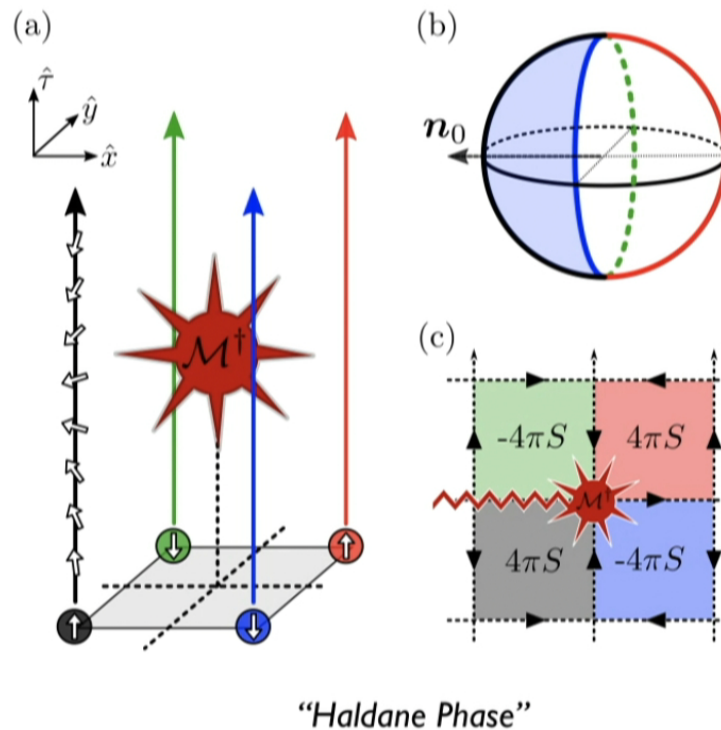 (a)
τ̂
ŷ
x̂
M†
(b)
n₀
(c)
-4πS 4πS
M†
4πS -4πS
"Haldane Phase"